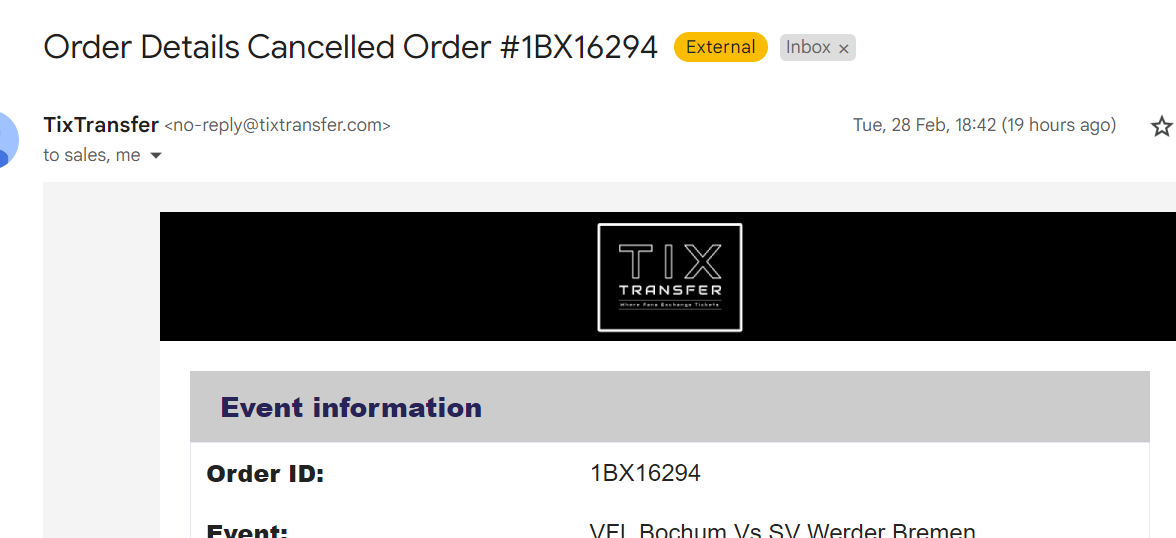 Order Details Cancelled Order #1BX16294 External Inbox ×
TixTransfer <no-reply@tixtransfer.com> Tue, 28 Feb, 18:42 (19 hours ago)
to sales, me
TIX
TRANSFER
Where Fans Exchange Tickets
Event information
Order ID: 1BX16294
Event: VFL Bochum Vs SV Werder Bremen